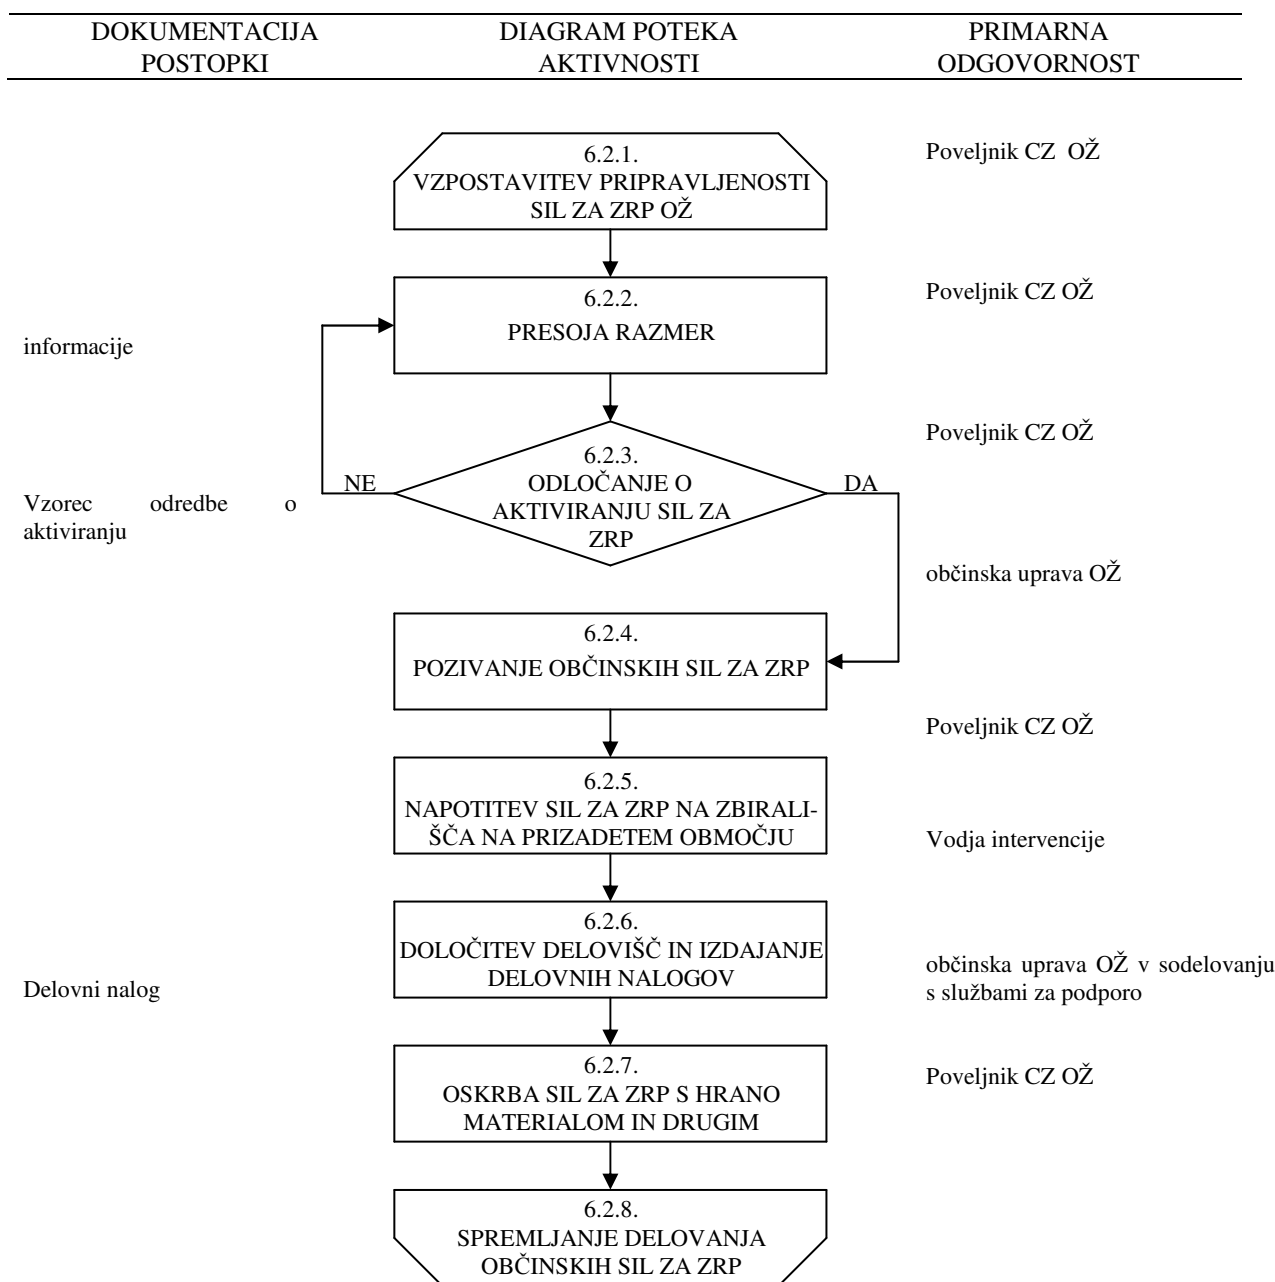 DOKUMENTACIJA
POSTOPKI
DIAGRAM POTEKA
AKTIVNOSTI
PRIMARNA
ODGOVORNOST
6.2.1.
VZPOSTAVITEV PRIPRAVLJENOSTI
SIL ZA ZRP OŽ
Poveljnik CZ OŽ
6.2.2.
PRESOJA RAZMER
Poveljnik CZ OŽ
informacije
6.2.3.
ODLOČANJE O
AKTIVIRANJU SIL ZA
ZRP
NE
DA
Poveljnik CZ OŽ
Vzorec odredbe o
aktiviranju
občinska uprava OŽ
6.2.4.
POZIVANJE OBČINSKIH SIL ZA ZRP
Poveljnik CZ OŽ
6.2.5.
NAPOTITEV SIL ZA ZRP NA ZBIRALI-
ŠČA NA PRIZADETEM OBMOČJU
Vodja intervencije
6.2.6.
DOLOČITEV DELOVIŠČ IN IZDAJANJE
DELOVNIH NALOGOV
Delovni nalog
občinska uprava OŽ v sodelovanju
s službami za podporo
6.2.7.
OSKRBA SIL ZA ZRP S HRANO
MATERIALOM IN DRUGIM
Poveljnik CZ OŽ
6.2.8.
SPREMLJANJE DELOVANJA
OBČINSKIH SIL ZA ZRP